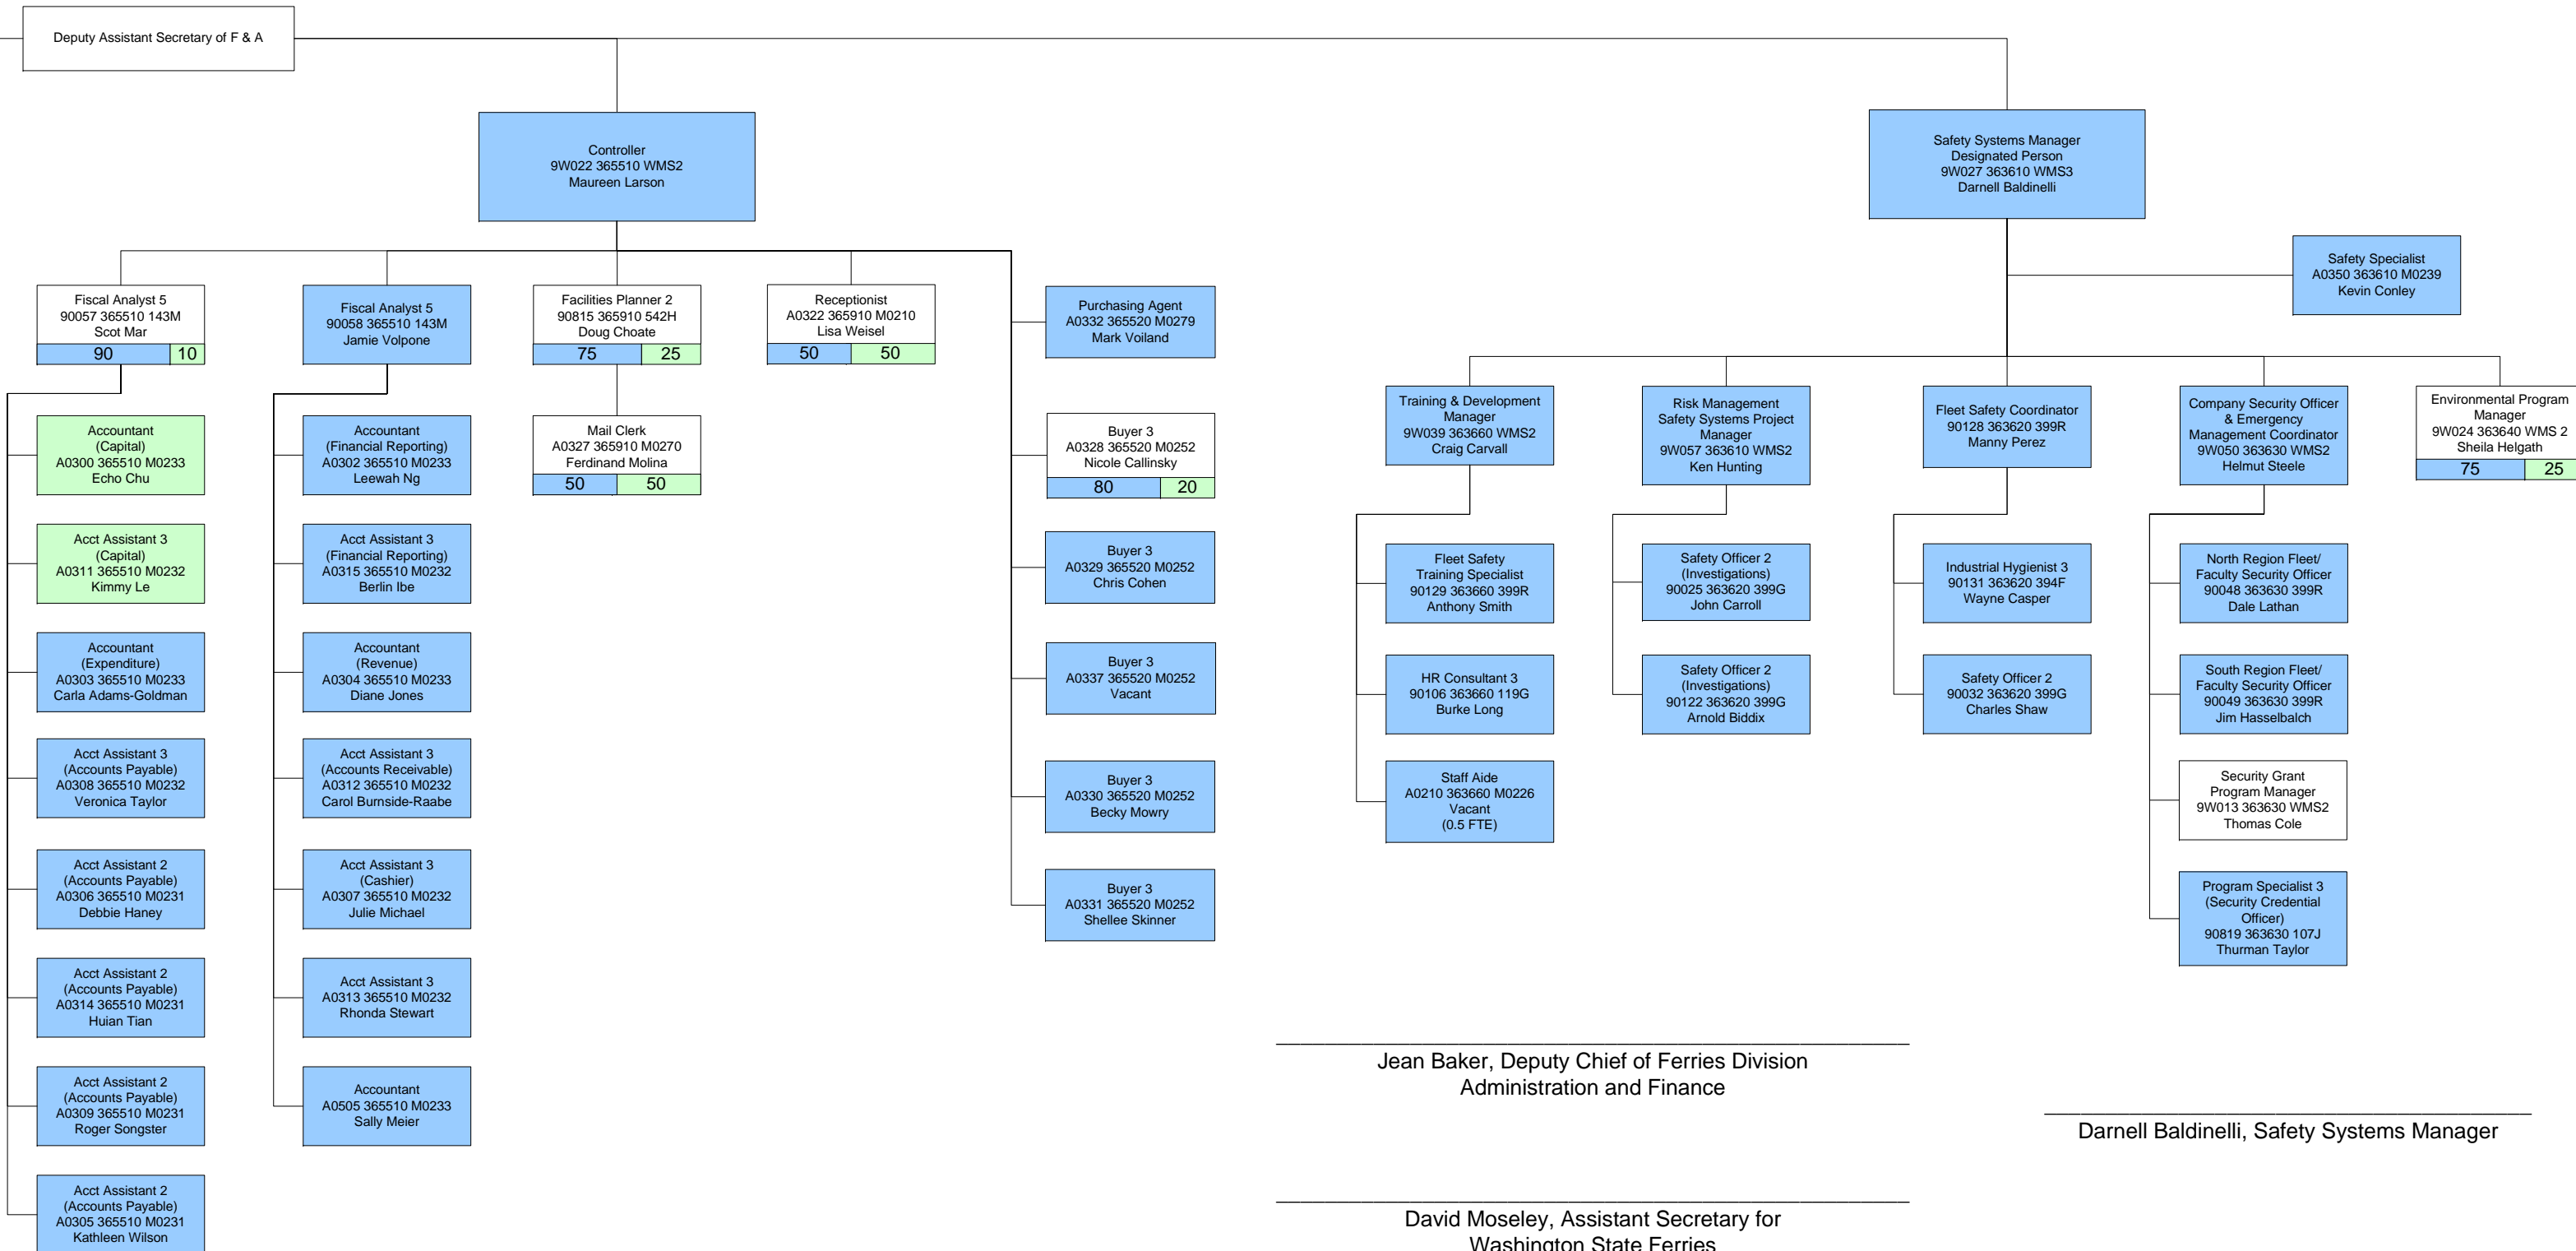 Deputy Assistant Secretary of F & A
Controller
9W022 365510 WMS2
Maureen Larson
Safety Systems Manager
Designated Person
9W027 363610 WMS3
Darnell Baldinelli
Safety Specialist
A0350 363610 M0239
Kevin Conley
Fiscal Analyst 5
90057 365510 143M
Scot Mar
90 10
Accountant
(Capital)
A0300 365510 M0233
Echo Chu
Acct Assistant 3
(Capital)
A0311 365510 M0232
Kimmy Le
Accountant
(Expenditure)
A0303 365510 M0233
Carla Adams-Goldman
Acct Assistant 3
(Accounts Payable)
A0308 365510 M0232
Veronica Taylor
Acct Assistant 2
(Accounts Payable)
A0306 365510 M0231
Debbie Haney
Acct Assistant 2
(Accounts Payable)
A0314 365510 M0231
Huian Tian
Acct Assistant 2
(Accounts Payable)
A0309 365510 M0231
Roger Songster
Acct Assistant 2
(Accounts Payable)
A0305 365510 M0231
Kathleen Wilson
Fiscal Analyst 5
90058 365510 143M
Jamie Volpone
Accountant
(Financial Reporting)
A0302 365510 M0233
Leewah Ng
Acct Assistant 3
(Financial Reporting)
A0315 365510 M0232
Berlin Ibe
Accountant
(Revenue)
A0304 365510 M0233
Diane Jones
Acct Assistant 3
(Accounts Receivable)
A0312 365510 M0232
Carol Burnside-Raabe
Acct Assistant 3
(Cashier)
A0307 365510 M0232
Julie Michael
Acct Assistant 3
A0313 365510 M0232
Rhonda Stewart
Accountant
A0505 365510 M0233
Sally Meier
Facilities Planner 2
90815 365910 542H
Doug Choate
75 25
Mail Clerk
A0327 365910 M0270
Ferdinand Molina
50 50
Receptionist
A0322 365910 M0210
Lisa Weisel
50 50
Purchasing Agent
A0332 365520 M0279
Mark Voiland
Buyer 3
A0328 365520 M0252
Nicole Callinsky
80 20
Buyer 3
A0329 365520 M0252
Chris Cohen
Buyer 3
A0337 365520 M0252
Vacant
Buyer 3
A0330 365520 M0252
Becky Mowry
Buyer 3
A0331 365520 M0252
Shellee Skinner
Training & Development
Manager
9W039 363660 WMS2
Craig Carvall
Fleet Safety
Training Specialist
90129 363660 399R
Anthony Smith
HR Consultant 3
90106 363660 119G
Burke Long
Staff Aide
A0210 363660 M0226
Vacant
(0.5 FTE)
Risk Management
Safety Systems Project
Manager
9W057 363610 WMS2
Ken Hunting
Safety Officer 2
(Investigations)
90025 363620 399G
John Carroll
Safety Officer 2
(Investigations)
90122 363620 399G
Arnold Biddix
Fleet Safety Coordinator
90128 363620 399R
Manny Perez
Industrial Hygienist 3
90131 363620 394F
Wayne Casper
Safety Officer 2
90032 363620 399G
Charles Shaw
Company Security Officer
& Emergency
Management Coordinator
9W050 363630 WMS2
Helmut Steele
North Region Fleet/
Faculty Security Officer
90048 363630 399R
Dale Lathan
South Region Fleet/
Faculty Security Officer
90049 363630 399R
Jim Hasselbalch
Security Grant
Program Manager
9W013 363630 WMS2
Thomas Cole
Program Specialist 3
(Security Credential
Officer)
90819 363630 107J
Thurman Taylor
Environmental Program
Manager
9W024 363640 WMS 2
Sheila Helgath
75 25
Jean Baker, Deputy Chief of Ferries Division
Administration and Finance
Darnell Baldinelli, Safety Systems Manager
David Moseley, Assistant Secretary for
Washington State Ferries